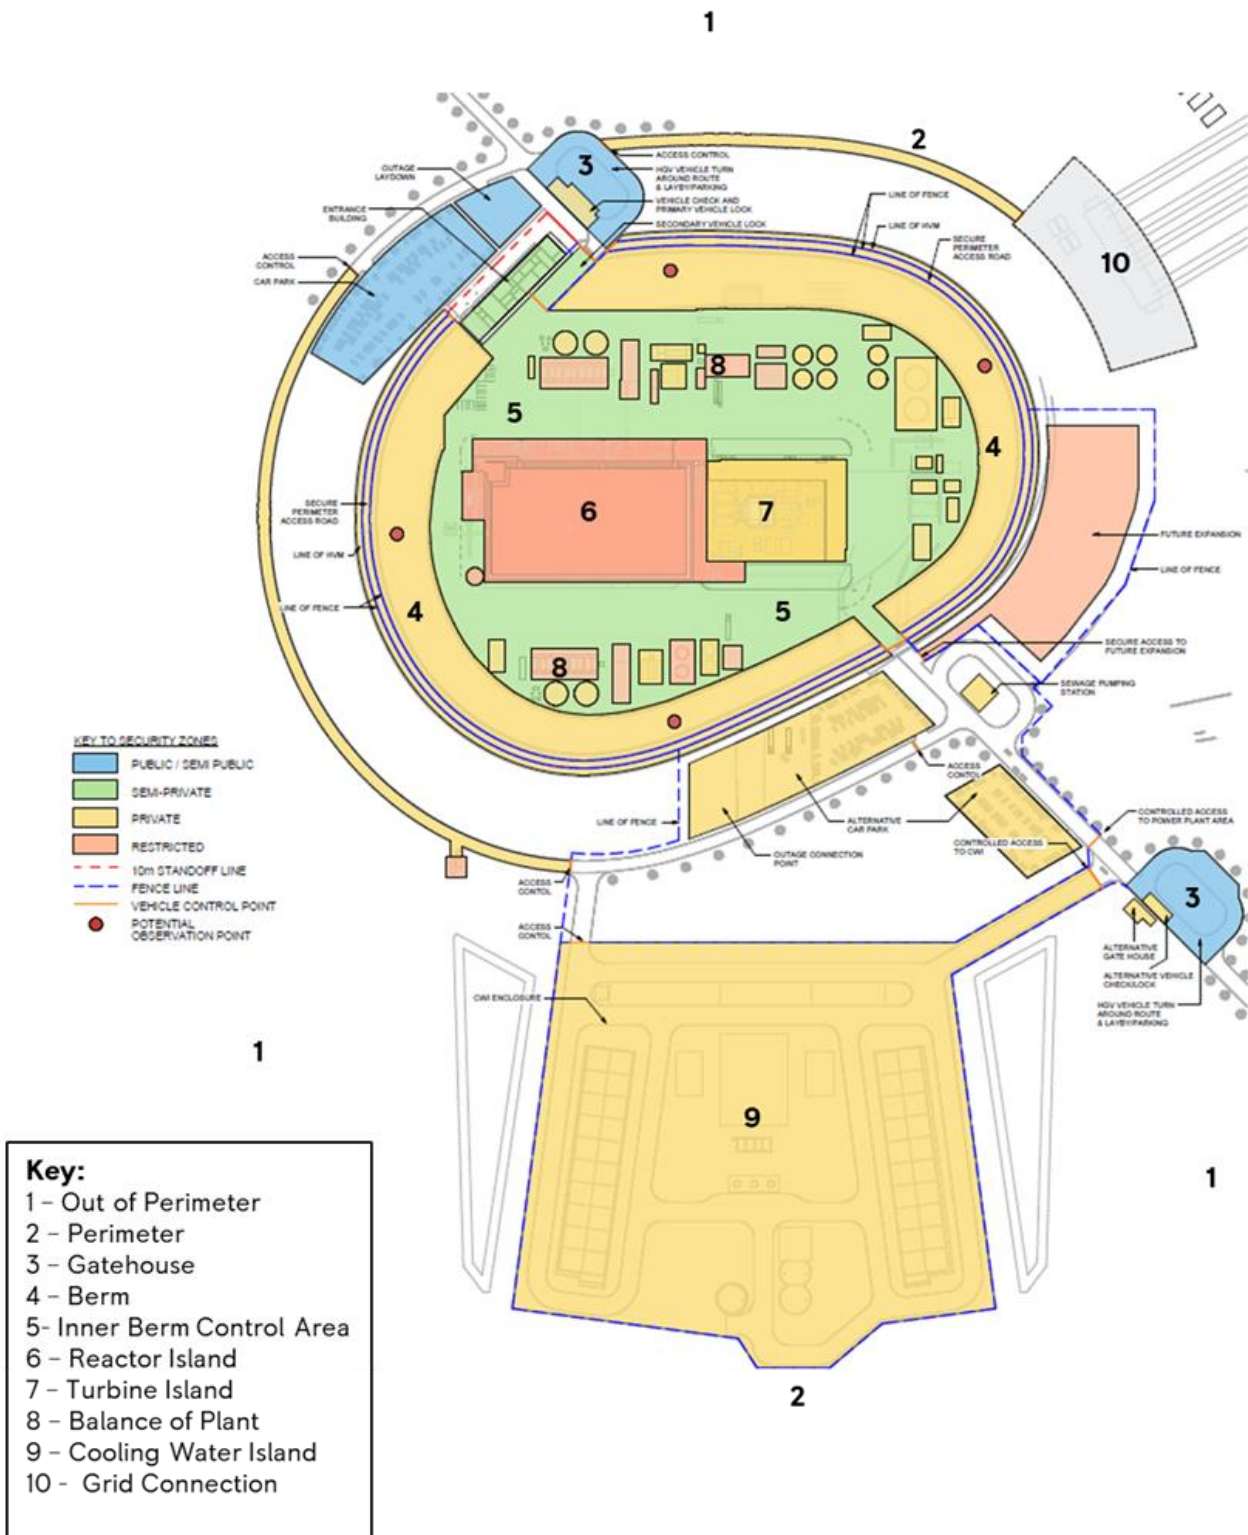 1
2
3
ACCESS CONTROL
HGV VEHICLE TURN
AROUND ROUTE
& LAYBY/PARKING
VEHICLE CHECK AND
PRIMARY VEHICLE LOCK
SECONDARY VEHICLE LOCK
OUTAGE
LAYDOWN
ENTRANCE
BUILDING
ACCESS
CONTROL
CAR PARK
LINE OF FENCE
LINE OF HVM
SECURE
PERIMETER
ACCESS ROAD
10
8
5
4
6
7
SECURE
PERIMETER
ACCESS ROAD
LINE OF HVM
LINE OF FENCE
4
5
8
FUTURE EXPANSION
LINE OF FENCE
SECURE ACCESS TO
FUTURE EXPANSION
SEWAGE PUMPING
STATION
ACCESS
CONTOL
CONTROLLED ACCESS
TO POWER PLANT AREA
LINE OF FENCE
ALTERNATIVE
CAR PARK
CONTROLLED ACCESS
TO CWI
OUTAGE CONNECTION
POINT
ACCESS
CONTOL
ACCESS
CONTOL
3
ALTERNATIVE
GATE HOUSE
ALTERNATIVE VEHICLE
CHECK/LOCK
HGV VEHICLE TURN
AROUND ROUTE
& LAYBY/PARKING
CWI ENCLOSURE
KEY TO SECURITY ZONES
PUBLIC / SEMI PUBLIC
SEMI-PRIVATE
PRIVATE
RESTRICTED
10m STANDOFF LINE
FENCE LINE
VEHICLE CONTROL POINT
POTENTIAL
OBSERVATION POINT
1
9
1
2
Key:
1 – Out of Perimeter
2 – Perimeter
3 – Gatehouse
4 – Berm
5- Inner Berm Control Area
6 – Reactor Island
7 – Turbine Island
8 – Balance of Plant
9 – Cooling Water Island
10 - Grid Connection